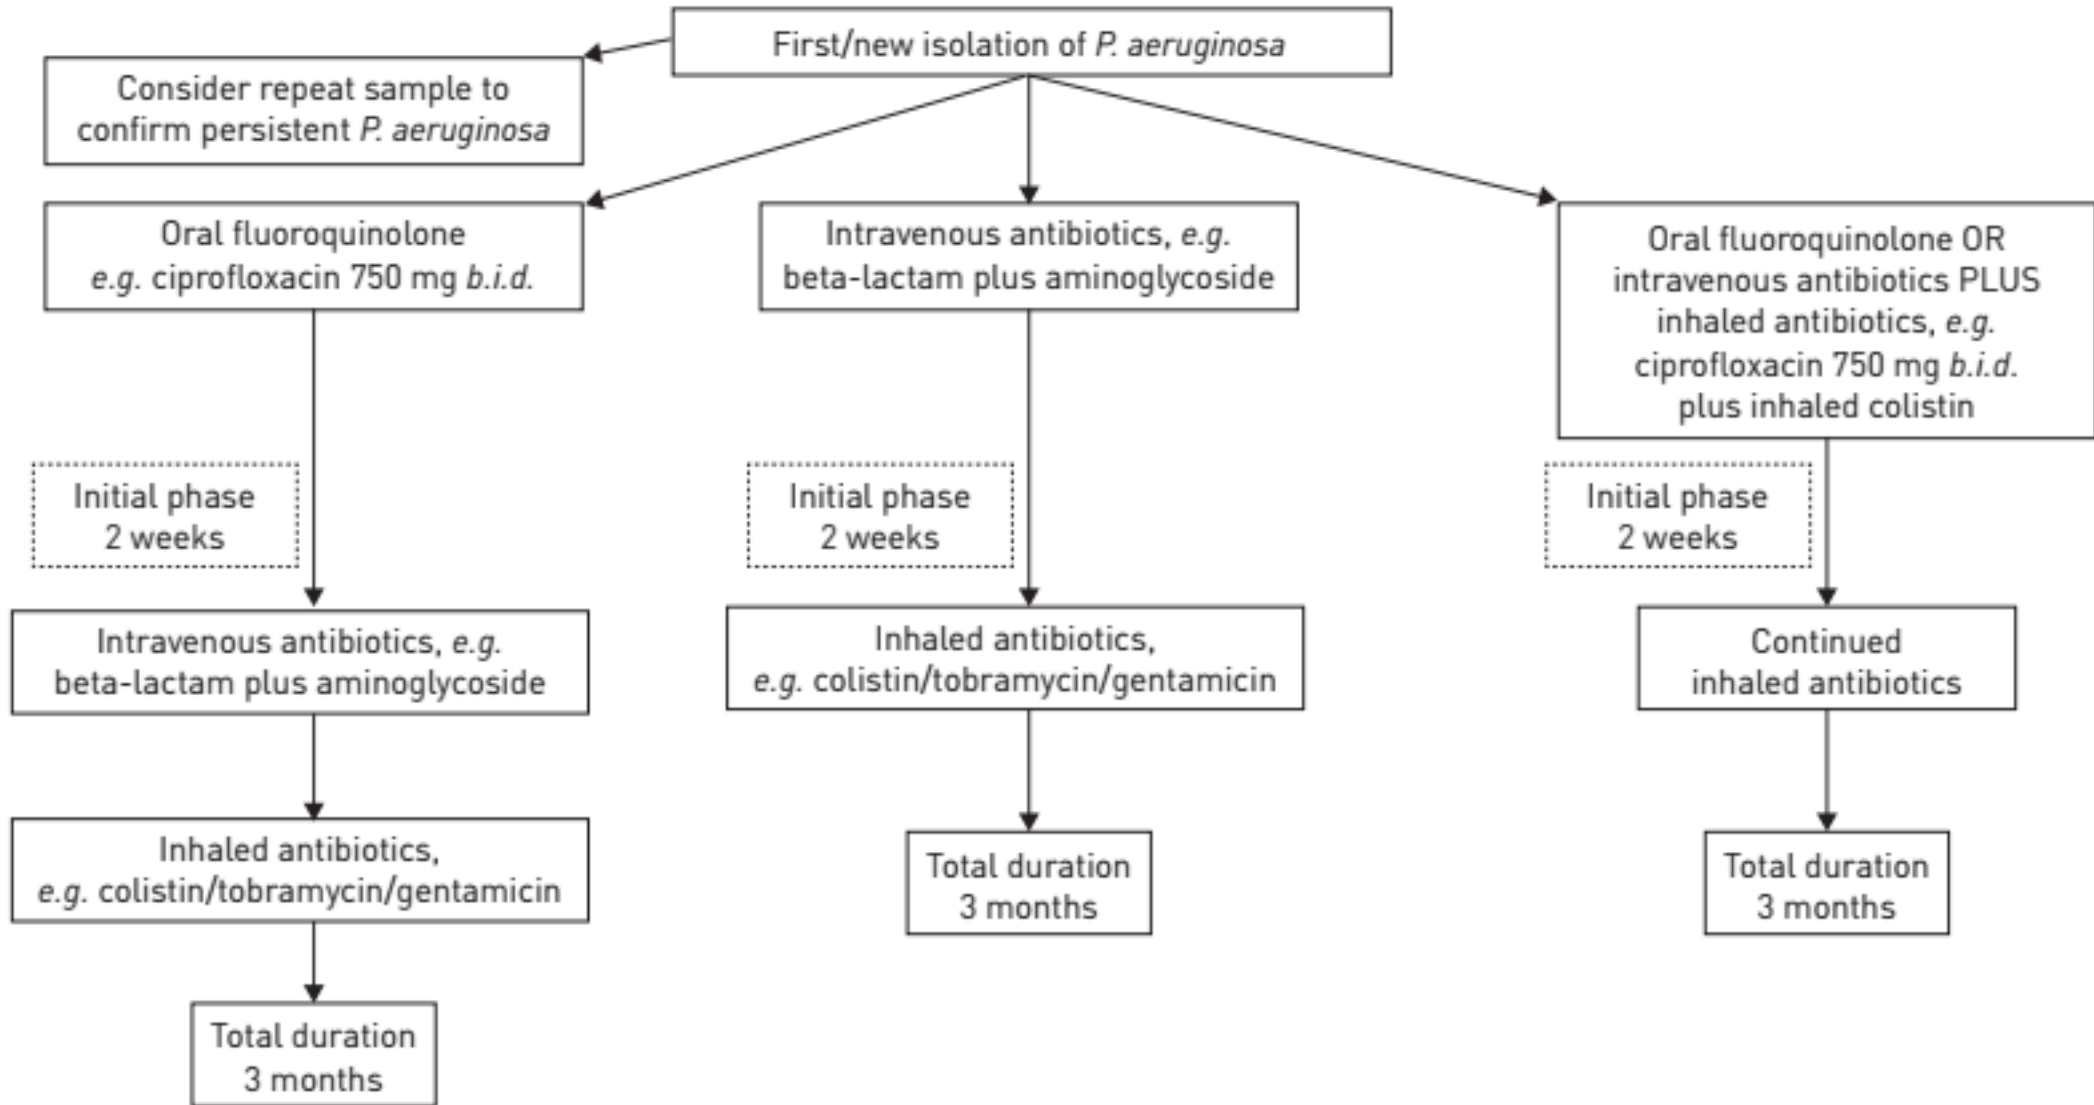 First/new isolation of P. aeruginosa
Consider repeat sample to
confirm persistent P. aeruginosa
Oral fluoroquinolone
e.g. ciprofloxacin 750 mg b.i.d.
Intravenous antibiotics, e.g.
beta-lactam plus aminoglycoside
Oral fluoroquinolone OR
intravenous antibiotics PLUS
inhaled antibiotics, e.g.
ciprofloxacin 750 mg b.i.d.
plus inhaled colistin
Initial phase
2 weeks
Initial phase
2 weeks
Initial phase
2 weeks
Intravenous antibiotics, e.g.
beta-lactam plus aminoglycoside
Inhaled antibiotics,
e.g. colistin/tobramycin/gentamicin
Continued
inhaled antibiotics
Inhaled antibiotics,
e.g. colistin/tobramycin/gentamicin
Total duration
3 months
Total duration
3 months
Total duration
3 months